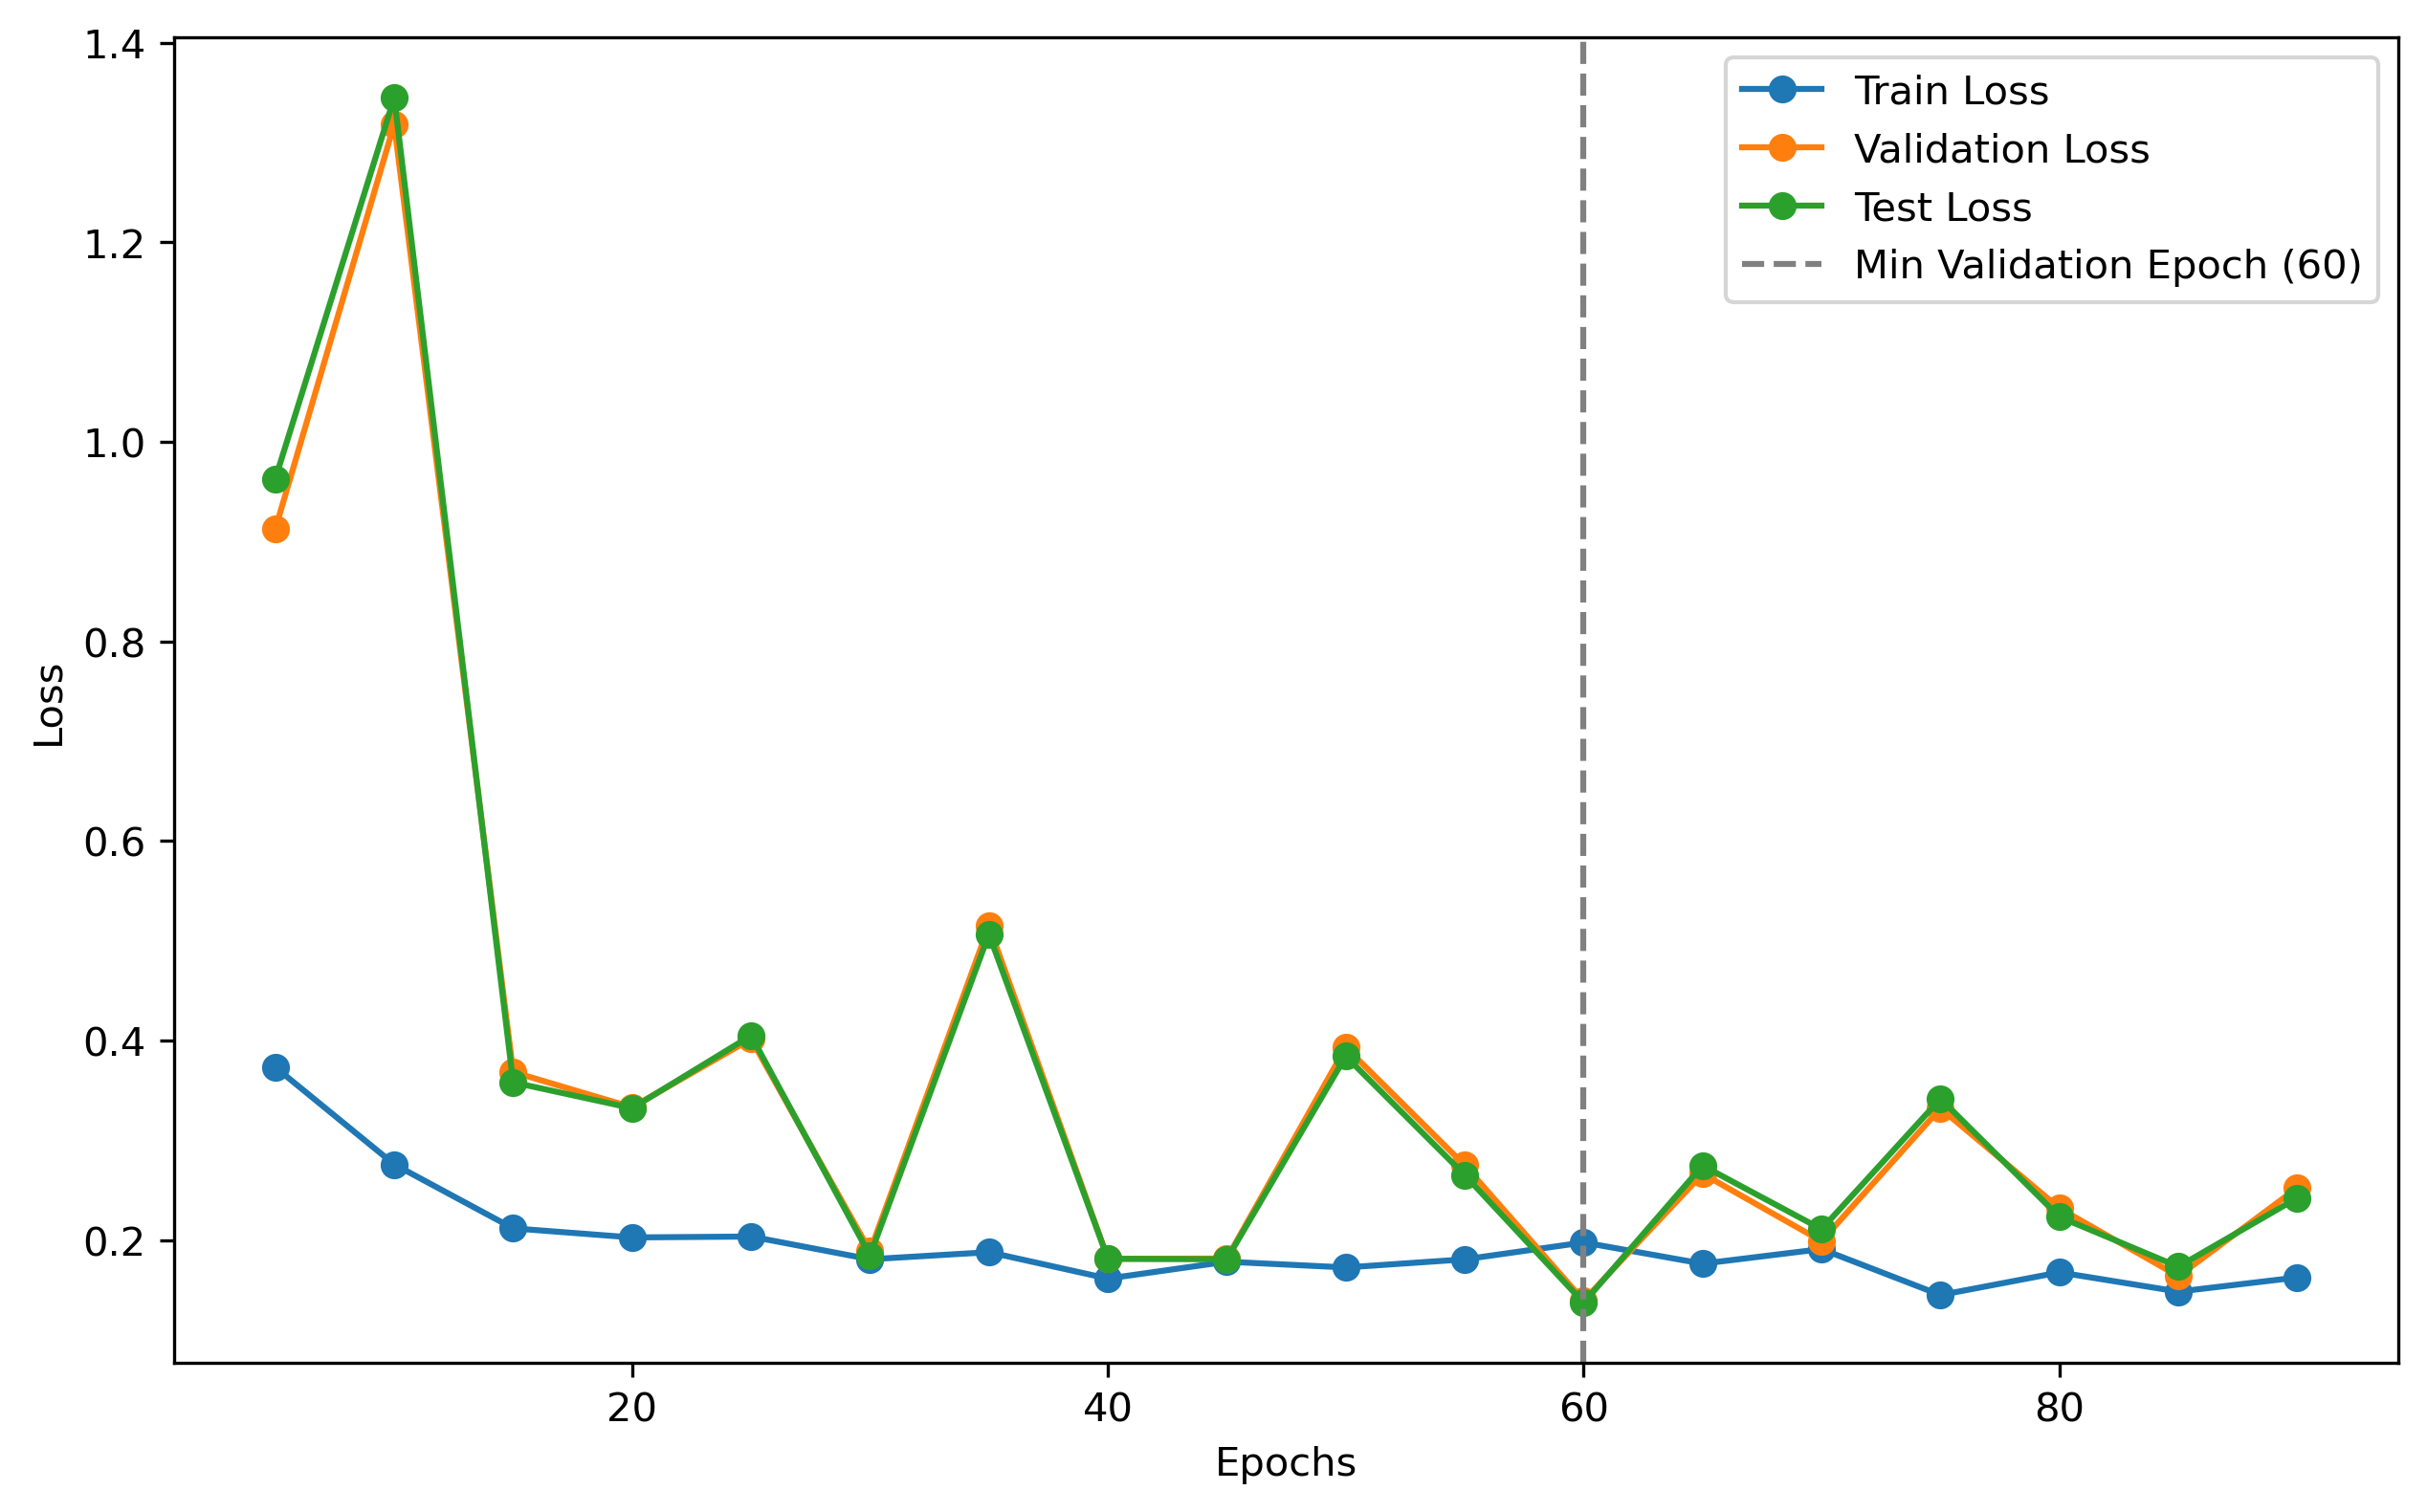 1.4
1.2
1.0
0.8
0.6
0.4
0.2
Loss
Train Loss
Validation Loss
Test Loss
Min Validation Epoch (60)
20 40 60 80
Epochs